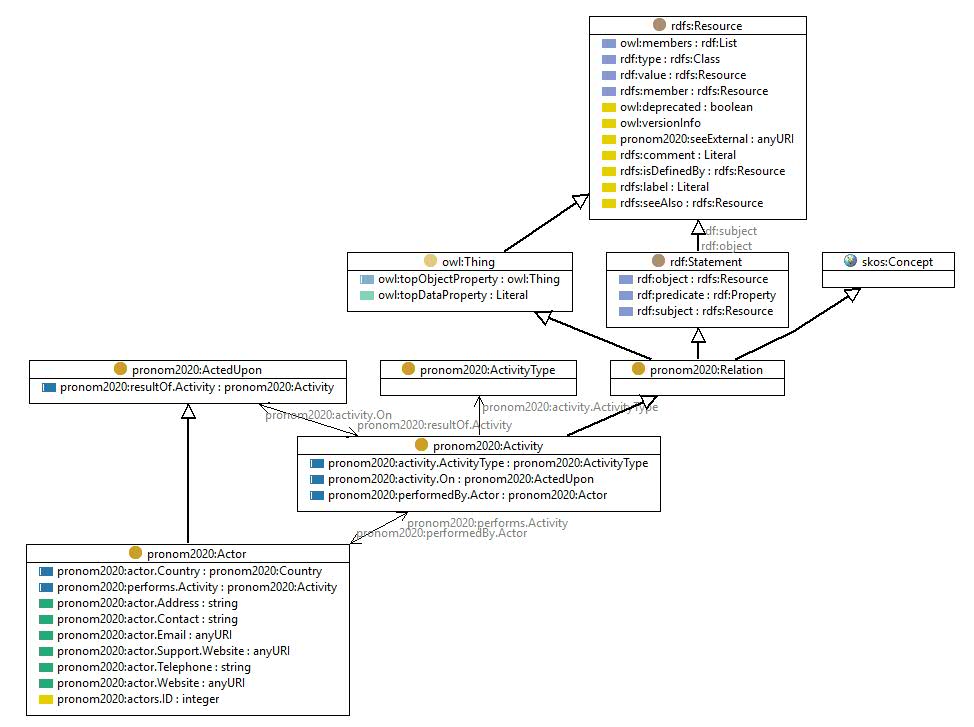 rdfs:Resource
owl:members : rdf:List
rdf:type : rdfs:Class
rdf:value : rdfs:Resource
rdfs:member : rdfs:Resource
owl:deprecated : boolean
owl:versionInfo
pronom2020:seeExternal : anyURI
rdfs:comment : Literal
rdfs:isDefinedBy : rdfs:Resource
rdfs:label : Literal
rdfs:seeAlso : rdfs:Resource
rdf:subject
rdf:object
owl:Thing
owl:topObjectProperty : owl:Thing
owl:topDataProperty : Literal
rdf:Statement
rdf:object : rdfs:Resource
rdf:predicate : rdf:Property
rdf:subject : rdfs:Resource
skos:Concept
pronom2020:ActedUpon
pronom2020:resultOf.Activity : pronom2020:Activity
pronom2020:ActivityType
pronom2020:Relation
pronom2020:activity.ActivityType
pronom2020:activity.On
pronom2020:resultOf.Activity
pronom2020:Activity
pronom2020:activity.ActivityType : pronom2020:ActivityType
pronom2020:activity.On : pronom2020:ActedUpon
pronom2020:performedBy.Actor : pronom2020:Actor
pronom2020:performs.Activity
pronom2020:performedBy.Actor
pronom2020:Actor
pronom2020:actor.Country : pronom2020:Country
pronom2020:performs.Activity : pronom2020:Activity
pronom2020:actor.Address : string
pronom2020:actor.Contact : string
pronom2020:actor.Email : anyURI
pronom2020:actor.Support.Website : anyURI
pronom2020:actor.Telephone : string
pronom2020:actor.Website : anyURI
pronom2020:actors.ID : integer